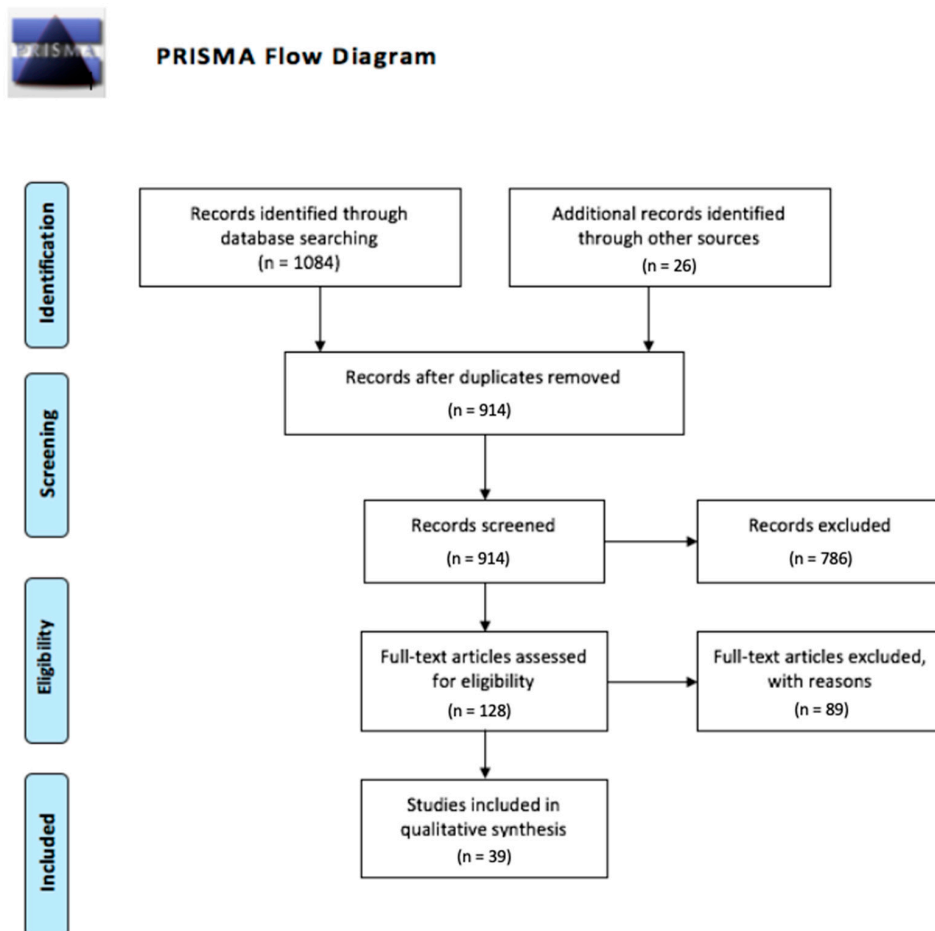 PRISMA
PRISMA Flow Diagram
Identification
Records identified through
database searching
(n = 1084)
Additional records identified
through other sources
(n = 26)
Records after duplicates removed
(n = 914)
Screening
Records screened
(n = 914)
Records excluded
(n = 786)
Eligibility
Full-text articles assessed
for eligibility
(n = 128)
Full-text articles excluded,
with reasons
(n = 89)
Included
Studies included in
qualitative synthesis
(n = 39)